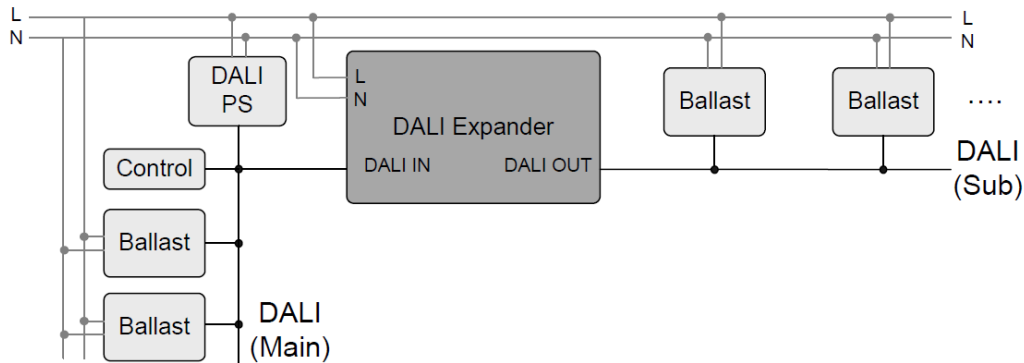 L
N
L
N
DALI
PS
L
N
DALI Expander
DALI IN
DALI OUT
Ballast
Ballast
....
DALI
(Sub)
Control
Ballast
Ballast
DALI
(Main)